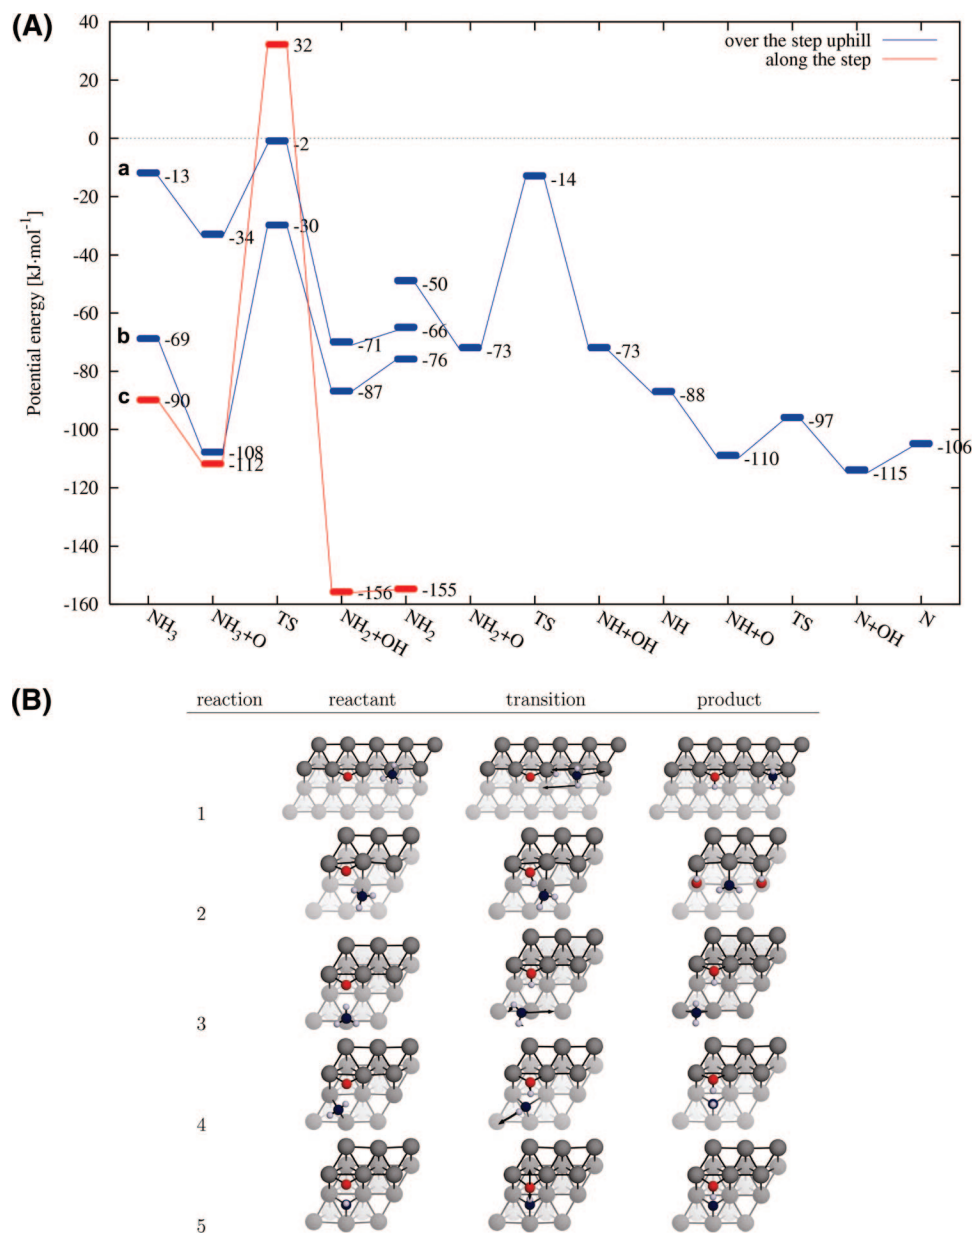 (A)
over the step uphill
along the step
Potential energy [kJ·mol⁻¹]
40
20
0
-20
-40
-60
-80
-100
-120
-140
-160
a
b
c
-13
-34
-2
-71
-66
-69
-108
-30
-87
-76
-90
-112
32
-156
-155
-50
-73
-14
-73
-88
-110
-97
-115
-106
NH₃
NH₃+O
TS
NH₂+OH
NH₂
NH₂+O
TS
NH+OH
NH
NH+O
TS
N+OH
N
(B)
reaction reactant transition product
1
2
3
4
5